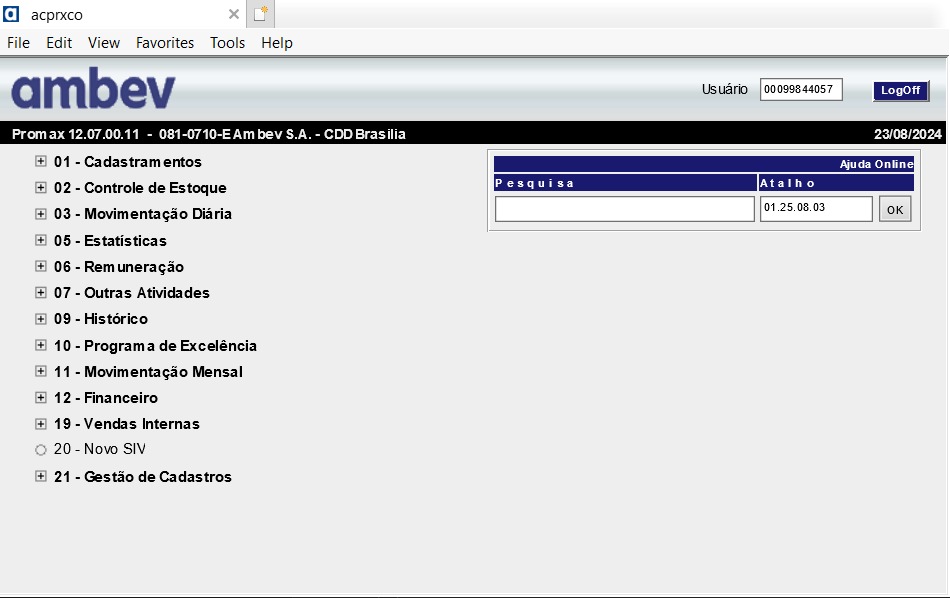 acprxco
File Edit View Favorites Tools Help
ambev
Usuário 00099844057 LogOff
Promax 12.07.00.11 - 081-0710-E Ambev S.A. - CDD Brasilia 23/08/2024
01 - Cadastramentos
02 - Controle de Estoque
03 - Movimentação Diária
05 - Estatísticas
06 - Remuneração
07 - Outras Atividades
09 - Histórico
10 - Programa de Excelência
11 - Movimentação Mensal
12 - Financeiro
19 - Vendas Internas
20 - Novo SIV
21 - Gestão de Cadastros
Ajuda Online
Pesquisa Atalho
01.25.08.03 OK